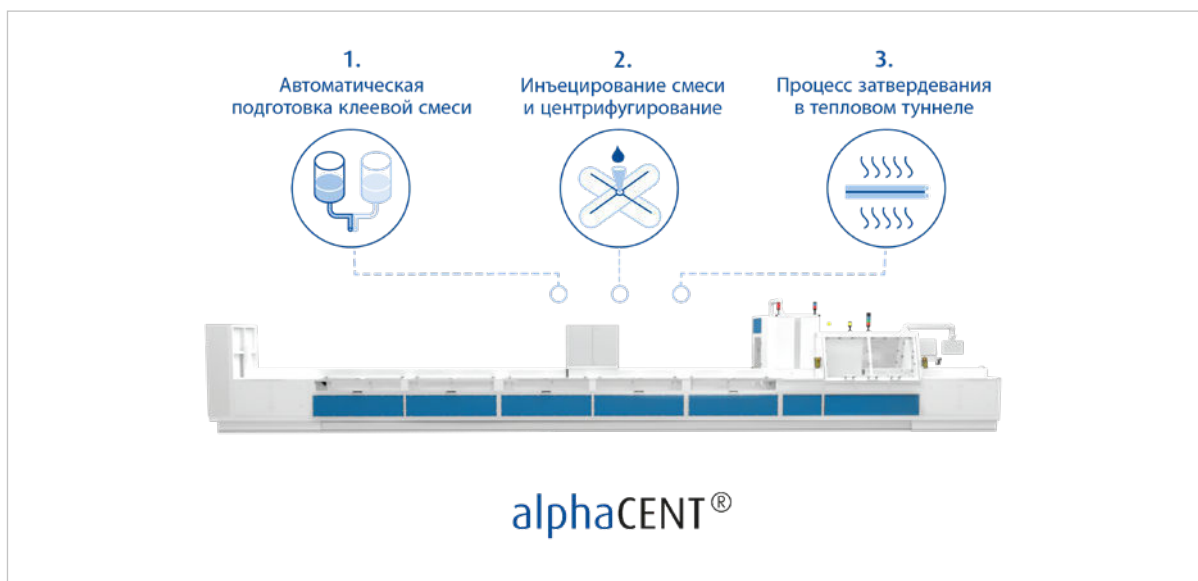 1.
Автоматическая
подготовка клеевой смеси
2.
Инъецирование смеси
и центрифугирование
3.
Процесс затвердевания
в тепловом туннеле
alphaCENT®